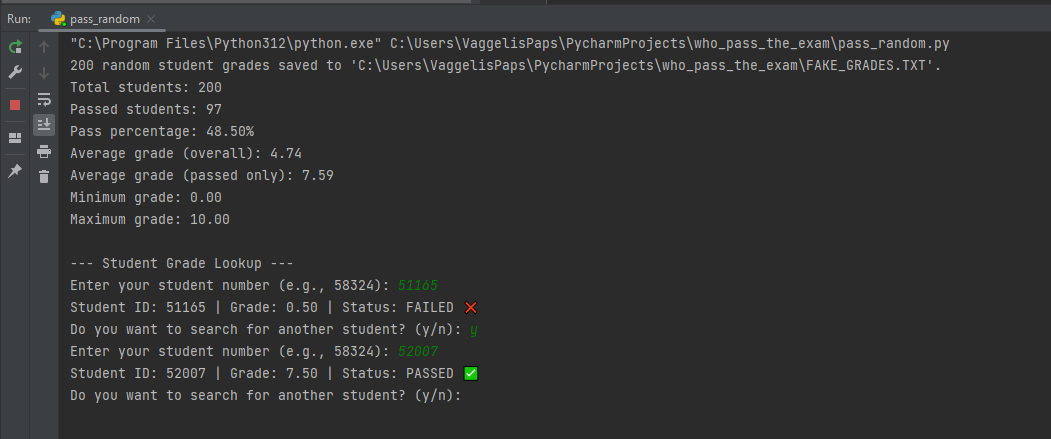 Run: pass_random
"C:\Program Files\Python312\python.exe" C:\Users\VaggelisPaps\PycharmProjects\who_pass_the_exam\pass_random.py
200 random student grades saved to 'C:\Users\VaggelisPaps\PycharmProjects\who_pass_the_exam\FAKE_GRADES.TXT'.
Total students: 200
Passed students: 97
Pass percentage: 48.50%
Average grade (overall): 4.74
Average grade (passed only): 7.59
Minimum grade: 0.00
Maximum grade: 10.00
--- Student Grade Lookup ---
Enter your student number (e.g., 58324): 51165
Student ID: 51165 | Grade: 0.50 | Status: FAILED ❌
Do you want to search for another student? (y/n): y
Enter your student number (e.g., 58324): 52007
Student ID: 52007 | Grade: 7.50 | Status: PASSED ✅
Do you want to search for another student? (y/n):